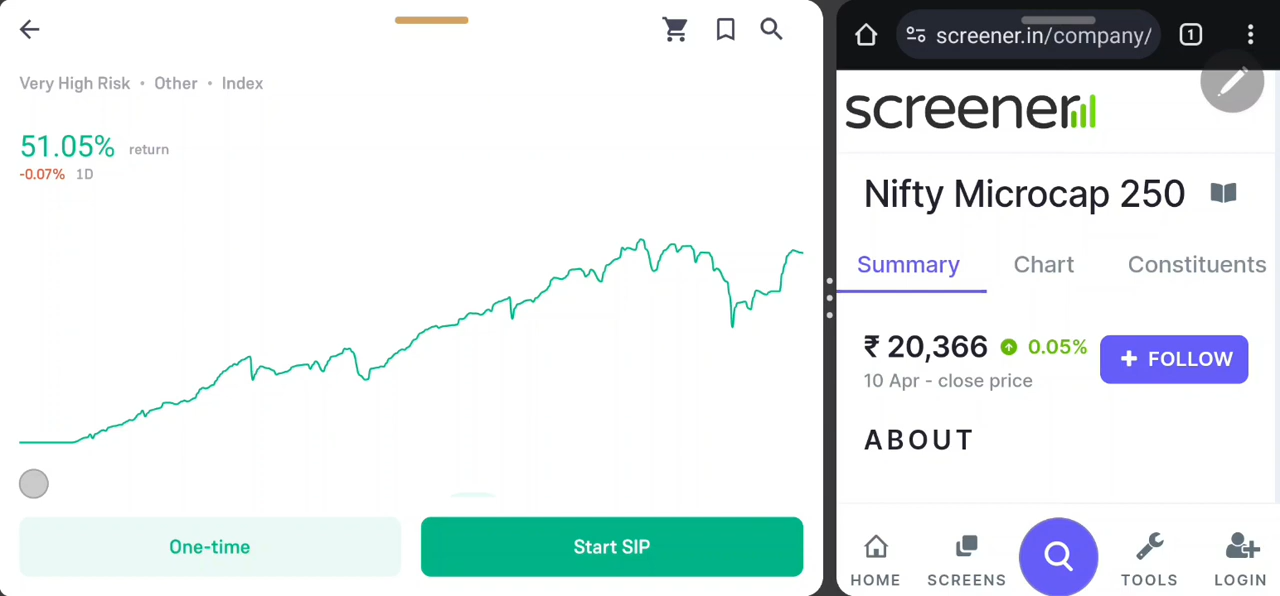 Very High Risk • Other • Index
51.05% return
-0.07% 1D
One-time
Start SIP
screener.in/company/
1
screener
Nifty Microcap 250
Summary Chart Constituents
₹ 20,366 0.05%
10 Apr - close price
+ FOLLOW
ABOUT
HOME SCREENS TOOLS LOGIN